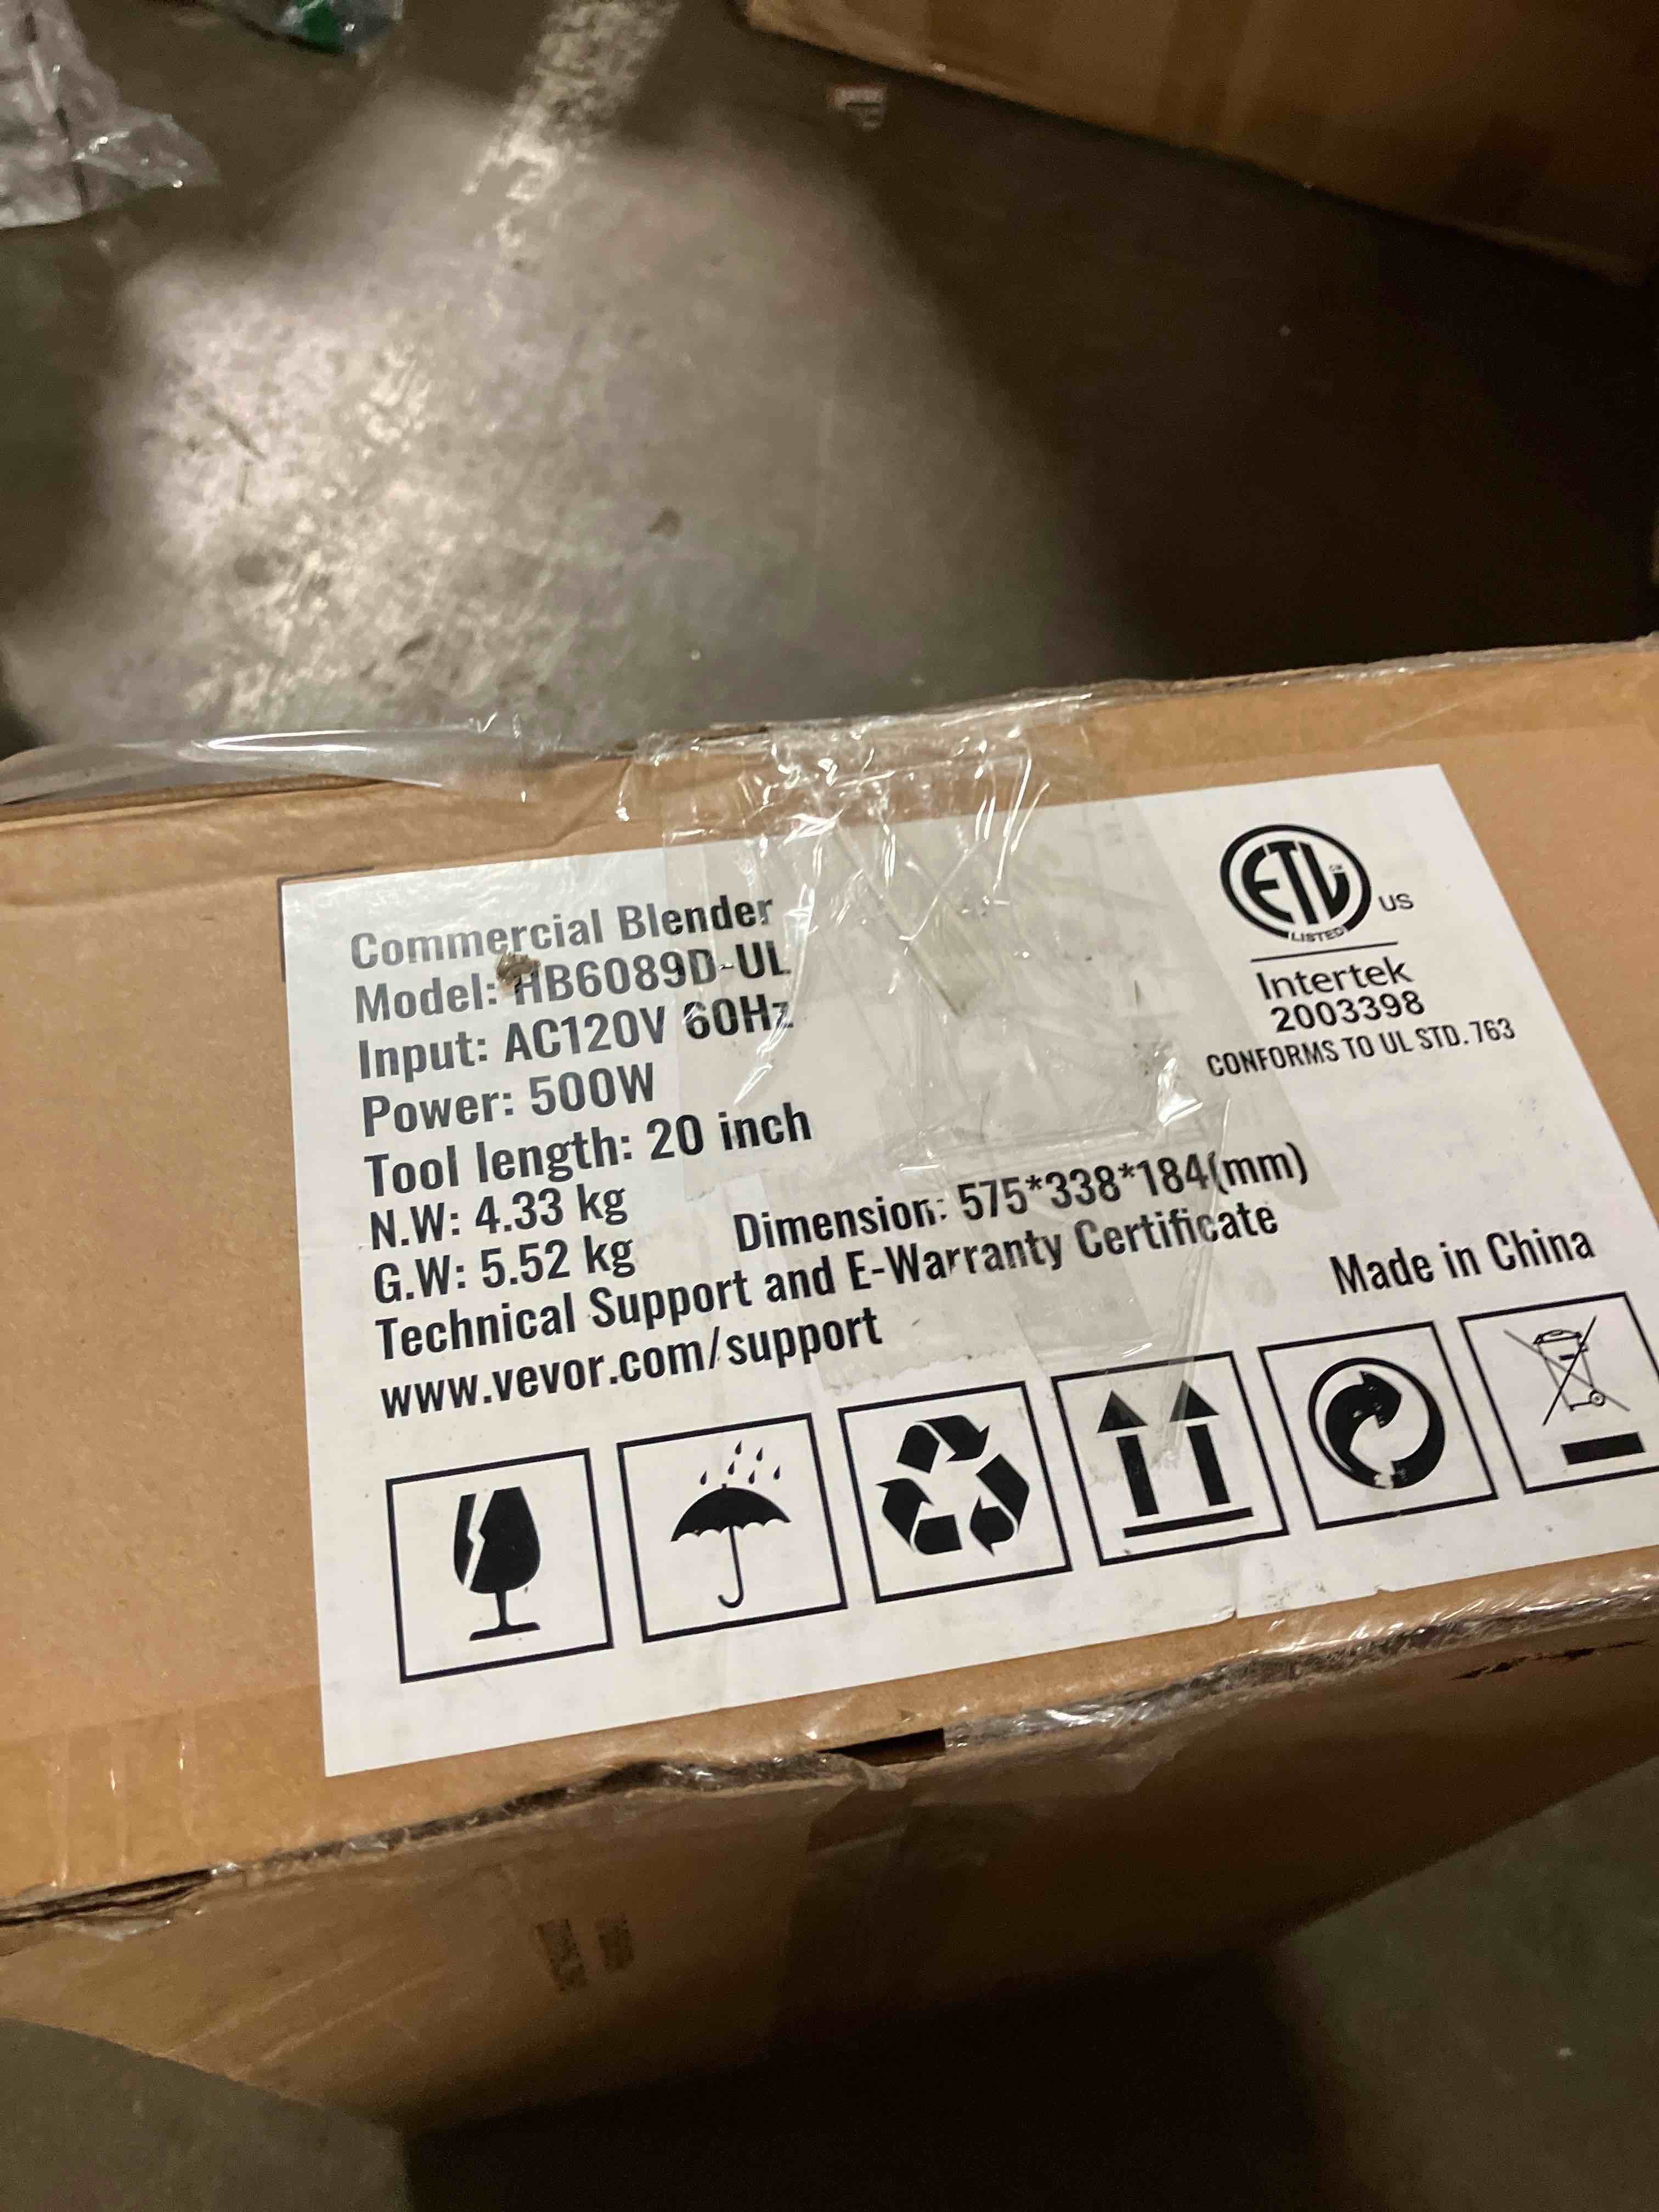 Commercial Blender
Model: HB6089D-UL
Input: AC120V 60Hz
Power: 500W
Tool length: 20 inch
N.W: 4.33 kg
G.W: 5.52 kg
Dimension: 575*338*184(mm)
Technical Support and E-Warranty Certificate
www.vevor.com/support
Made in China
ETL CM
LISTED
US
Intertek
2003398
CONFORMS TO UL STD. 763